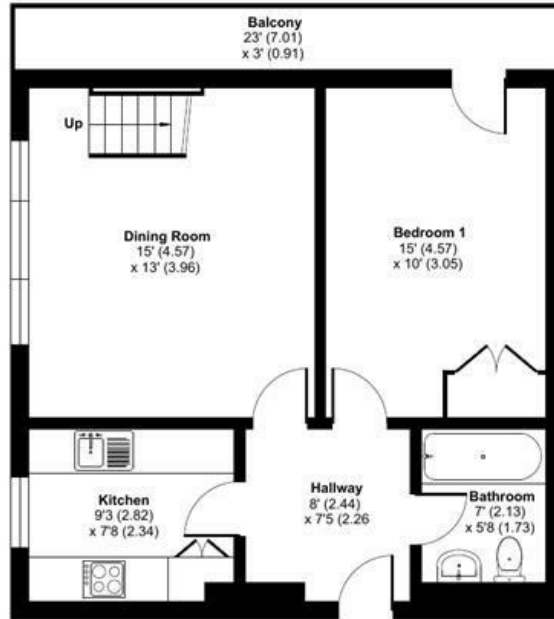 Balcony
23' (7.01)
x 3' (0.91)
Up
Dining Room
15' (4.57)
x 13' (3.96)
Bedroom 1
15' (4.57)
x 10' (3.05)
Kitchen
9'3 (2.82)
x 7'8 (2.34)
Hallway
8' (2.44)
x 7'5 (2.26
Bathroom
7' (2.13)
x 5'8 (1.73)